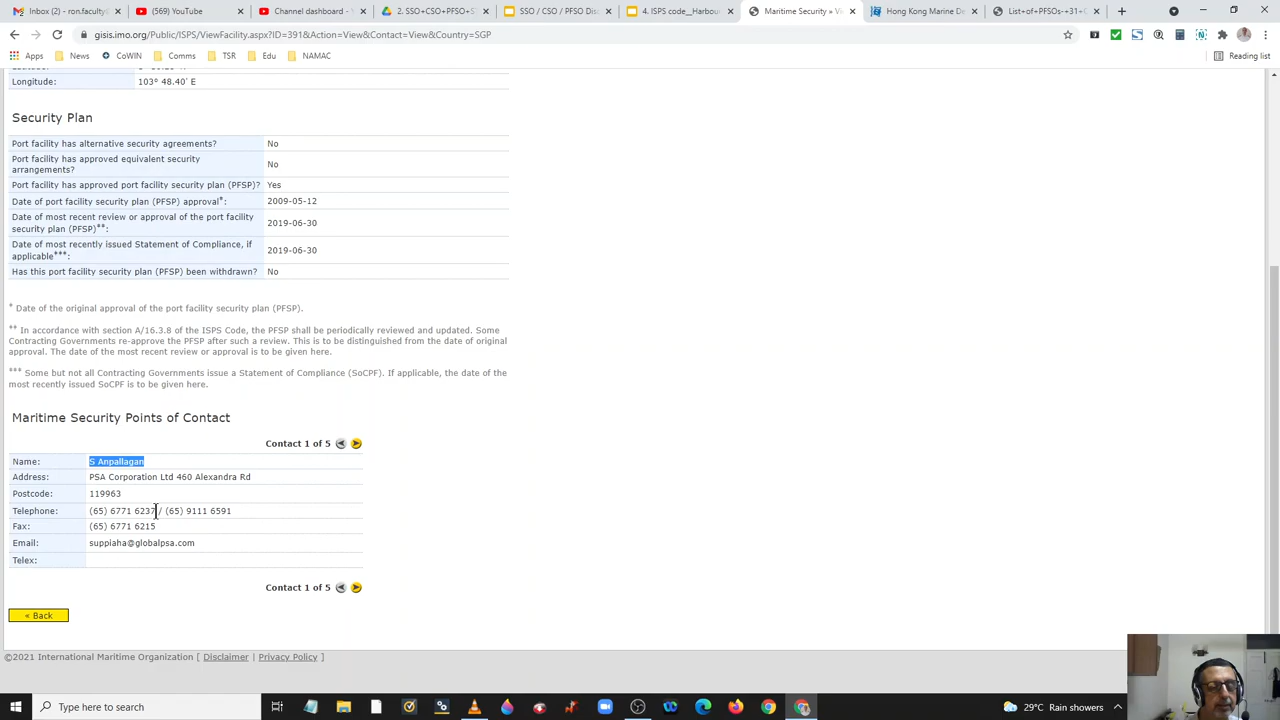 Inbox (14) - ron.faculty@
(569) YouTube
Channel dashboard - Y
2. SSO+CSO+PFSO+S
SSO / CSO / PFSO Dis
4. ISPS code__Harbou
Maritime Security » Vie
Hong Kong Marine De
List+of+PFSOs+-+31+O
gisis.imo.org/Public/ISPS/ViewFacility.aspx?ID=391&Action=View&Contact=View&Country=SGP
Apps
News
CoWIN
Comms
TSR
Edu
NAMAC
Reading list
Longitude: 103° 48.40' E
Security Plan
Port facility has alternative security agreements? No
Port facility has approved equivalent security
arrangements? No
Port facility has approved port facility security plan (PFSP)? Yes
Date of port facility security plan (PFSP) approval*: 2009-05-12
Date of most recent review or approval of the port facility
security plan (PFSP)**: 2019-06-30
Date of most recently issued Statement of Compliance, if
applicable***: 2019-06-30
Has this port facility security plan (PFSP) been withdrawn? No
* Date of the original approval of the port facility security plan (PFSP).
** In accordance with section A/16.3.8 of the ISPS Code, the PFSP shall be periodically reviewed and updated. Some
Contracting Governments re-approve the PFSP after such a review. This is to be distinguished from the date of original
approval. The date of the most recent review or approval is to be given here.
*** Some but not all Contracting Governments issue a Statement of Compliance (SoCPF). If applicable, the date of the
most recently issued SoCPF is to be given here.
Maritime Security Points of Contact
Contact 1 of 5
Name: S Anpallagan
Address: PSA Corporation Ltd 460 Alexandra Rd
Postcode: 119963
Telephone: (65) 6771 6237 / (65) 9111 6591
Fax: (65) 6771 6215
Email: suppiaha@globalpsa.com
Telex:
Contact 1 of 5
« Back
©2021 International Maritime Organization [ Disclaimer | Privacy Policy ]
Type here to search
29°C Rain showers